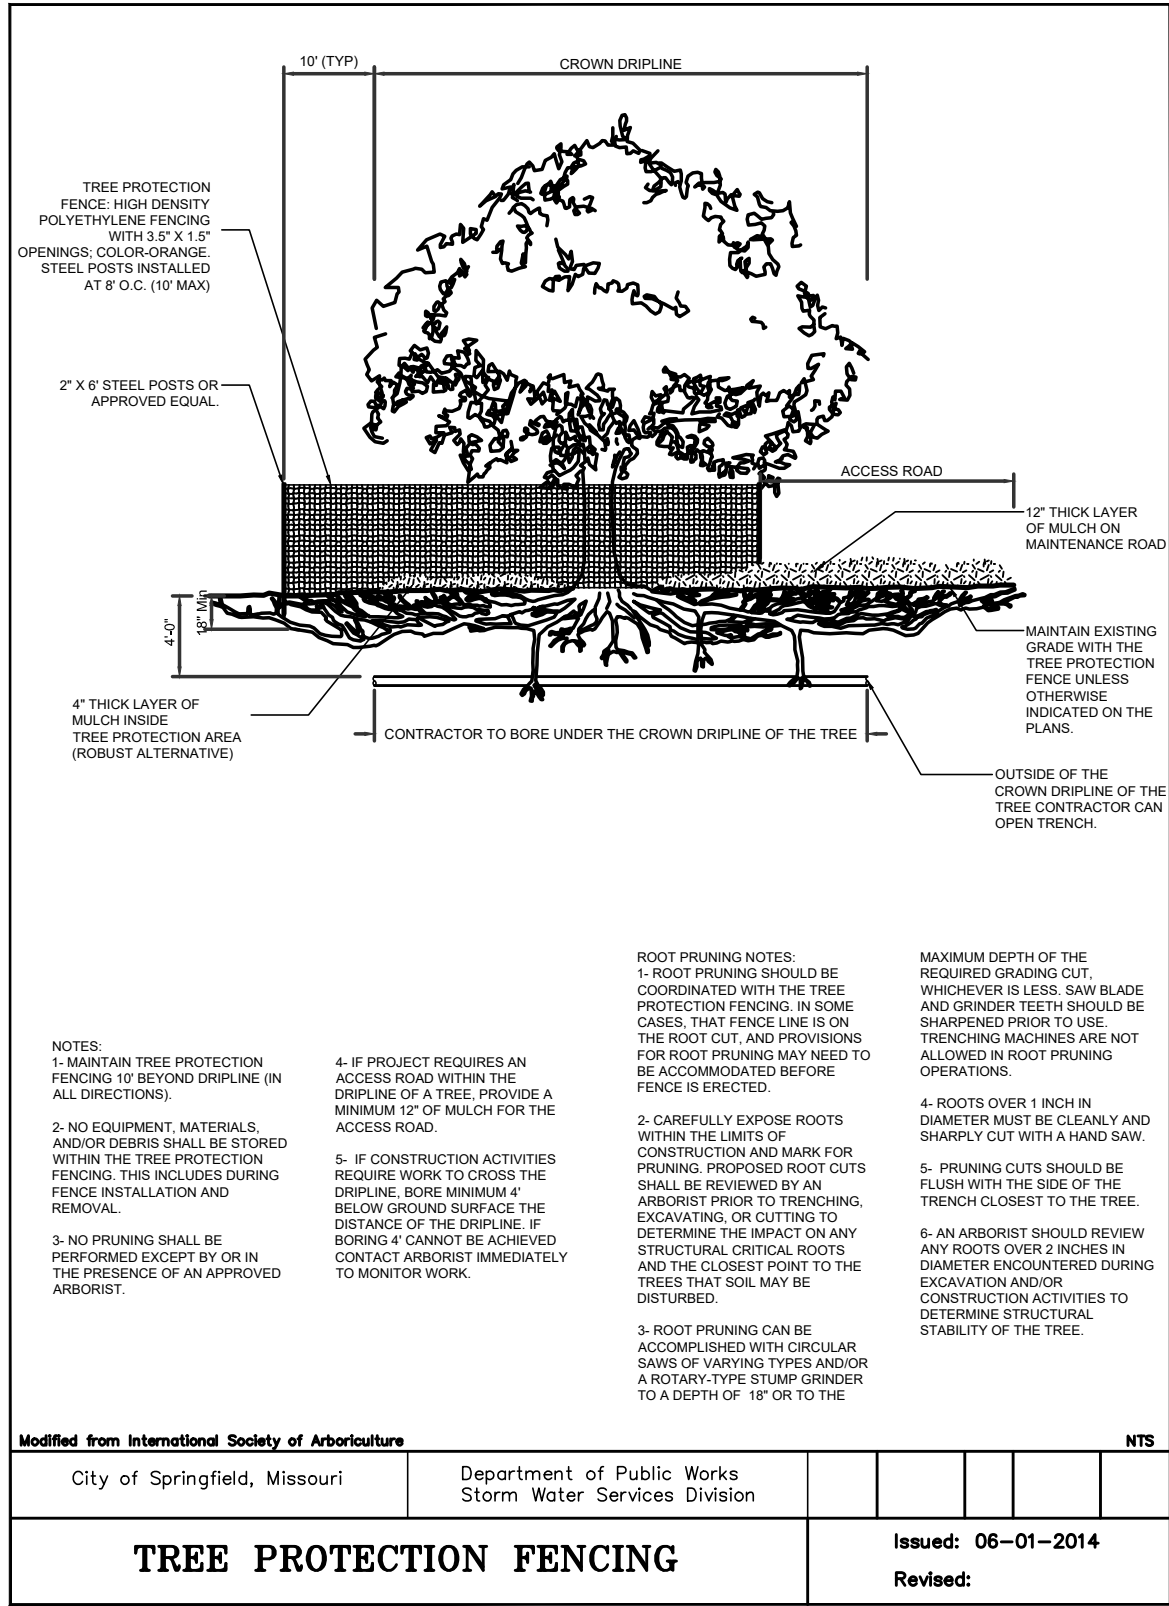 10' (TYP)
CROWN DRIPLINE
TREE PROTECTION
FENCE: HIGH DENSITY
POLYETHYLENE FENCING
WITH 3.5" X 1.5"
OPENINGS; COLOR-ORANGE.
STEEL POSTS INSTALLED
AT 8' O.C. (10' MAX)
2" X 6' STEEL POSTS OR
APPROVED EQUAL.
ACCESS ROAD
12" THICK LAYER
OF MULCH ON
MAINTENANCE ROAD
4'-0"
18" Min
MAINTAIN EXISTING
GRADE WITH THE
TREE PROTECTION
FENCE UNLESS
OTHERWISE
INDICATED ON THE
PLANS.
4" THICK LAYER OF
MULCH INSIDE
TREE PROTECTION AREA
(ROBUST ALTERNATIVE)
CONTRACTOR TO BORE UNDER THE CROWN DRIPLINE OF THE TREE
OUTSIDE OF THE
CROWN DRIPLINE OF THE
TREE CONTRACTOR CAN
OPEN TRENCH.
NOTES:
1- MAINTAIN TREE PROTECTION
FENCING 10' BEYOND DRIPLINE (IN
ALL DIRECTIONS).
2- NO EQUIPMENT, MATERIALS,
AND/OR DEBRIS SHALL BE STORED
WITHIN THE TREE PROTECTION
FENCING. THIS INCLUDES DURING
FENCE INSTALLATION AND
REMOVAL.
3- NO PRUNING SHALL BE
PERFORMED EXCEPT BY OR IN
THE PRESENCE OF AN APPROVED
ARBORIST.
4- IF PROJECT REQUIRES AN
ACCESS ROAD WITHIN THE
DRIPLINE OF A TREE, PROVIDE A
MINIMUM 12" OF MULCH FOR THE
ACCESS ROAD.
5- IF CONSTRUCTION ACTIVITIES
REQUIRE WORK TO CROSS THE
DRIPLINE, BORE MINIMUM 4'
BELOW GROUND SURFACE THE
DISTANCE OF THE DRIPLINE. IF
BORING 4' CANNOT BE ACHIEVED
CONTACT ARBORIST IMMEDIATELY
TO MONITOR WORK.
ROOT PRUNING NOTES:
1- ROOT PRUNING SHOULD BE
COORDINATED WITH THE TREE
PROTECTION FENCING. IN SOME
CASES, THAT FENCE LINE IS ON
THE ROOT CUT, AND PROVISIONS
FOR ROOT PRUNING MAY NEED TO
BE ACCOMMODATED BEFORE
FENCE IS ERECTED.
2- CAREFULLY EXPOSE ROOTS
WITHIN THE LIMITS OF
CONSTRUCTION AND MARK FOR
PRUNING. PROPOSED ROOT CUTS
SHALL BE REVIEWED BY AN
ARBORIST PRIOR TO TRENCHING,
EXCAVATING, OR CUTTING TO
DETERMINE THE IMPACT ON ANY
STRUCTURAL CRITICAL ROOTS
AND THE CLOSEST POINT TO THE
TREES THAT SOIL MAY BE
DISTURBED.
3- ROOT PRUNING CAN BE
ACCOMPLISHED WITH CIRCULAR
SAWS OF VARYING TYPES AND/OR
A ROTARY-TYPE STUMP GRINDER
TO A DEPTH OF 18" OR TO THE
MAXIMUM DEPTH OF THE
REQUIRED GRADING CUT,
WHICHEVER IS LESS. SAW BLADE
AND GRINDER TEETH SHOULD BE
SHARPENED PRIOR TO USE.
TRENCHING MACHINES ARE NOT
ALLOWED IN ROOT PRUNING
OPERATIONS.
4- ROOTS OVER 1 INCH IN
DIAMETER MUST BE CLEANLY AND
SHARPLY CUT WITH A HAND SAW.
5- PRUNING CUTS SHOULD BE
FLUSH WITH THE SIDE OF THE
TRENCH CLOSEST TO THE TREE.
6- AN ARBORIST SHOULD REVIEW
ANY ROOTS OVER 2 INCHES IN
DIAMETER ENCOUNTERED DURING
EXCAVATION AND/OR
CONSTRUCTION ACTIVITIES TO
DETERMINE STRUCTURAL
STABILITY OF THE TREE.
Modified from International Society of Arboriculture
NTS
City of Springfield, Missouri
Department of Public Works
Storm Water Services Division
TREE PROTECTION FENCING
Issued: 06-01-2014
Revised: